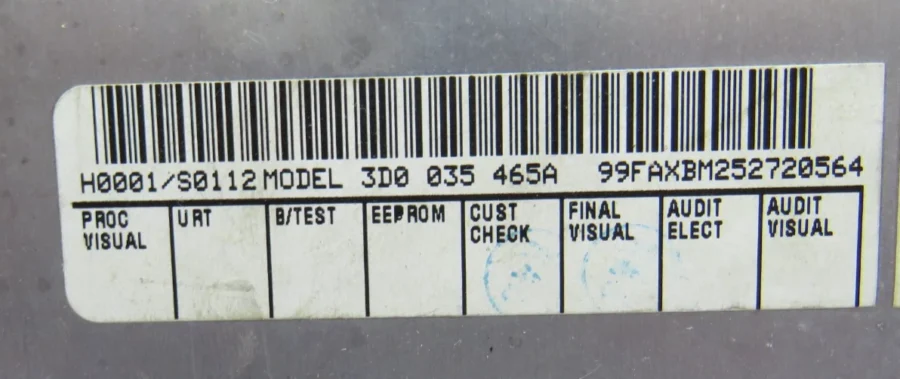 H0001/S0112 MODEL 3D0 035 465A 99FAXBM252720564
PROC VISUAL
URT
B/TEST
EEPROM
CUST CHECK
FINAL VISUAL
AUDIT ELECT
AUDIT VISUAL